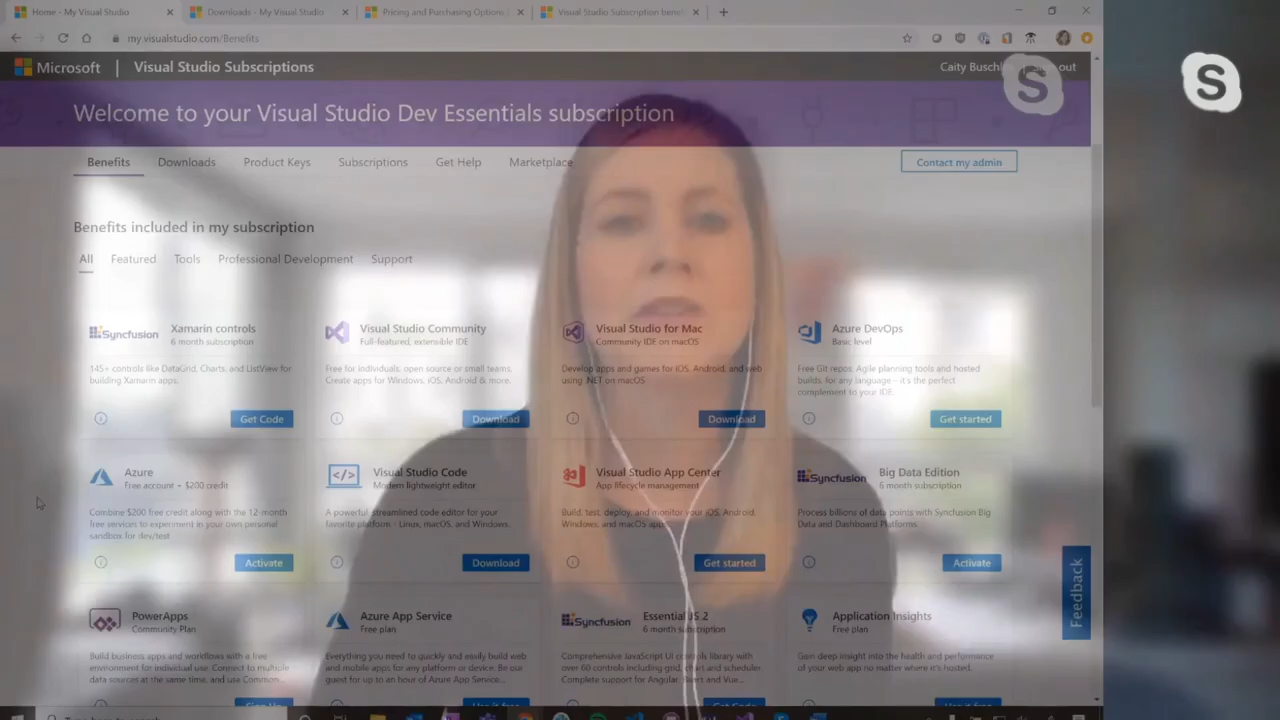 Home - My Visual Studio
Downloads - My Visual Studio
Pricing and Purchasing Options |
Visual Studio Subscription benef
my.visualstudio.com/Benefits
Microsoft | Visual Studio Subscriptions
Caity Buschl
out
S
S
Welcome to your Visual Studio Dev Essentials subscription
Benefits Downloads Product Keys Subscriptions Get Help Marketplace
Contact my admin
Benefits included in my subscription
All Featured Tools Professional Development Support
Syncfusion
Xamarin controls
6 month subscription
145+ controls like DataGrid, Charts, and ListView for
building Xamarin apps.
Get Code
Visual Studio Community
Full-featured, extensible IDE
Free for individuals, open source or small teams.
Create apps for Windows, iOS, Android & more.
Download
Visual Studio for Mac
Community IDE on macOS
Develop apps and games for iOS, Android, and web
using .NET on macOS
Download
Azure DevOps
Basic level
Free Git repos. Agile planning tools and hosted
builds, for any language – it's the perfect
complement to your IDE.
Get started
Azure
Free account + $200 credit
Combine $200 free credit along with the 12-month
free services to experiment in your own personal
sandbox for dev/test
Activate
Visual Studio Code
Modern lightweight editor
A powerful, streamlined code editor for your
favorite platform - Linux, macOS, and Windows.
Download
Visual Studio App Center
App lifecycle management
Build, test, deploy, and monitor your iOS, Android,
Windows, and macOS apps
Get started
Syncfusion
Big Data Edition
6 month subscription
Process billions of data points with Syncfusion Big
Data and Dashboard Platforms.
Activate
PowerApps
Community Plan
Build business apps and workflows with a free
environment for individual use. Connect to multiple
data sources at the same time, and use Common...
Azure App Service
Free plan
Everything you need to quickly and easily build web
and mobile apps for any platform or device. Be our
guest for up to an hour of Azure App Service...
Syncfusion
Essential JS 2
6 month subscription
Comprehensive JavaScript UI controls library with
over 60 controls including grid, chart and scheduler.
Complete support for Angular, React and Vue...
Application Insights
Free plan
Gain deep insight into the health and performance
of your web app no matter where it's hosted.
Feedback